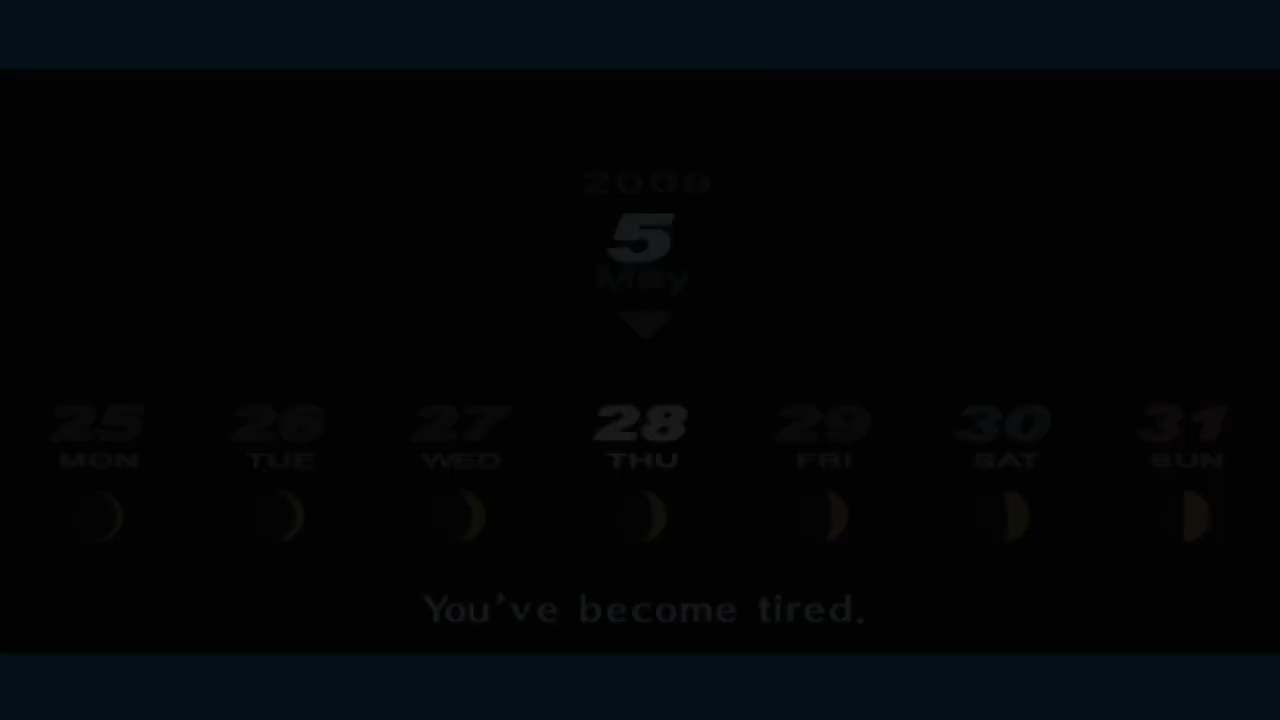 2009
5
May
25 26 27 28 29 30 31
MON TUE WED THU FRI SAT SUN
You've become tired.